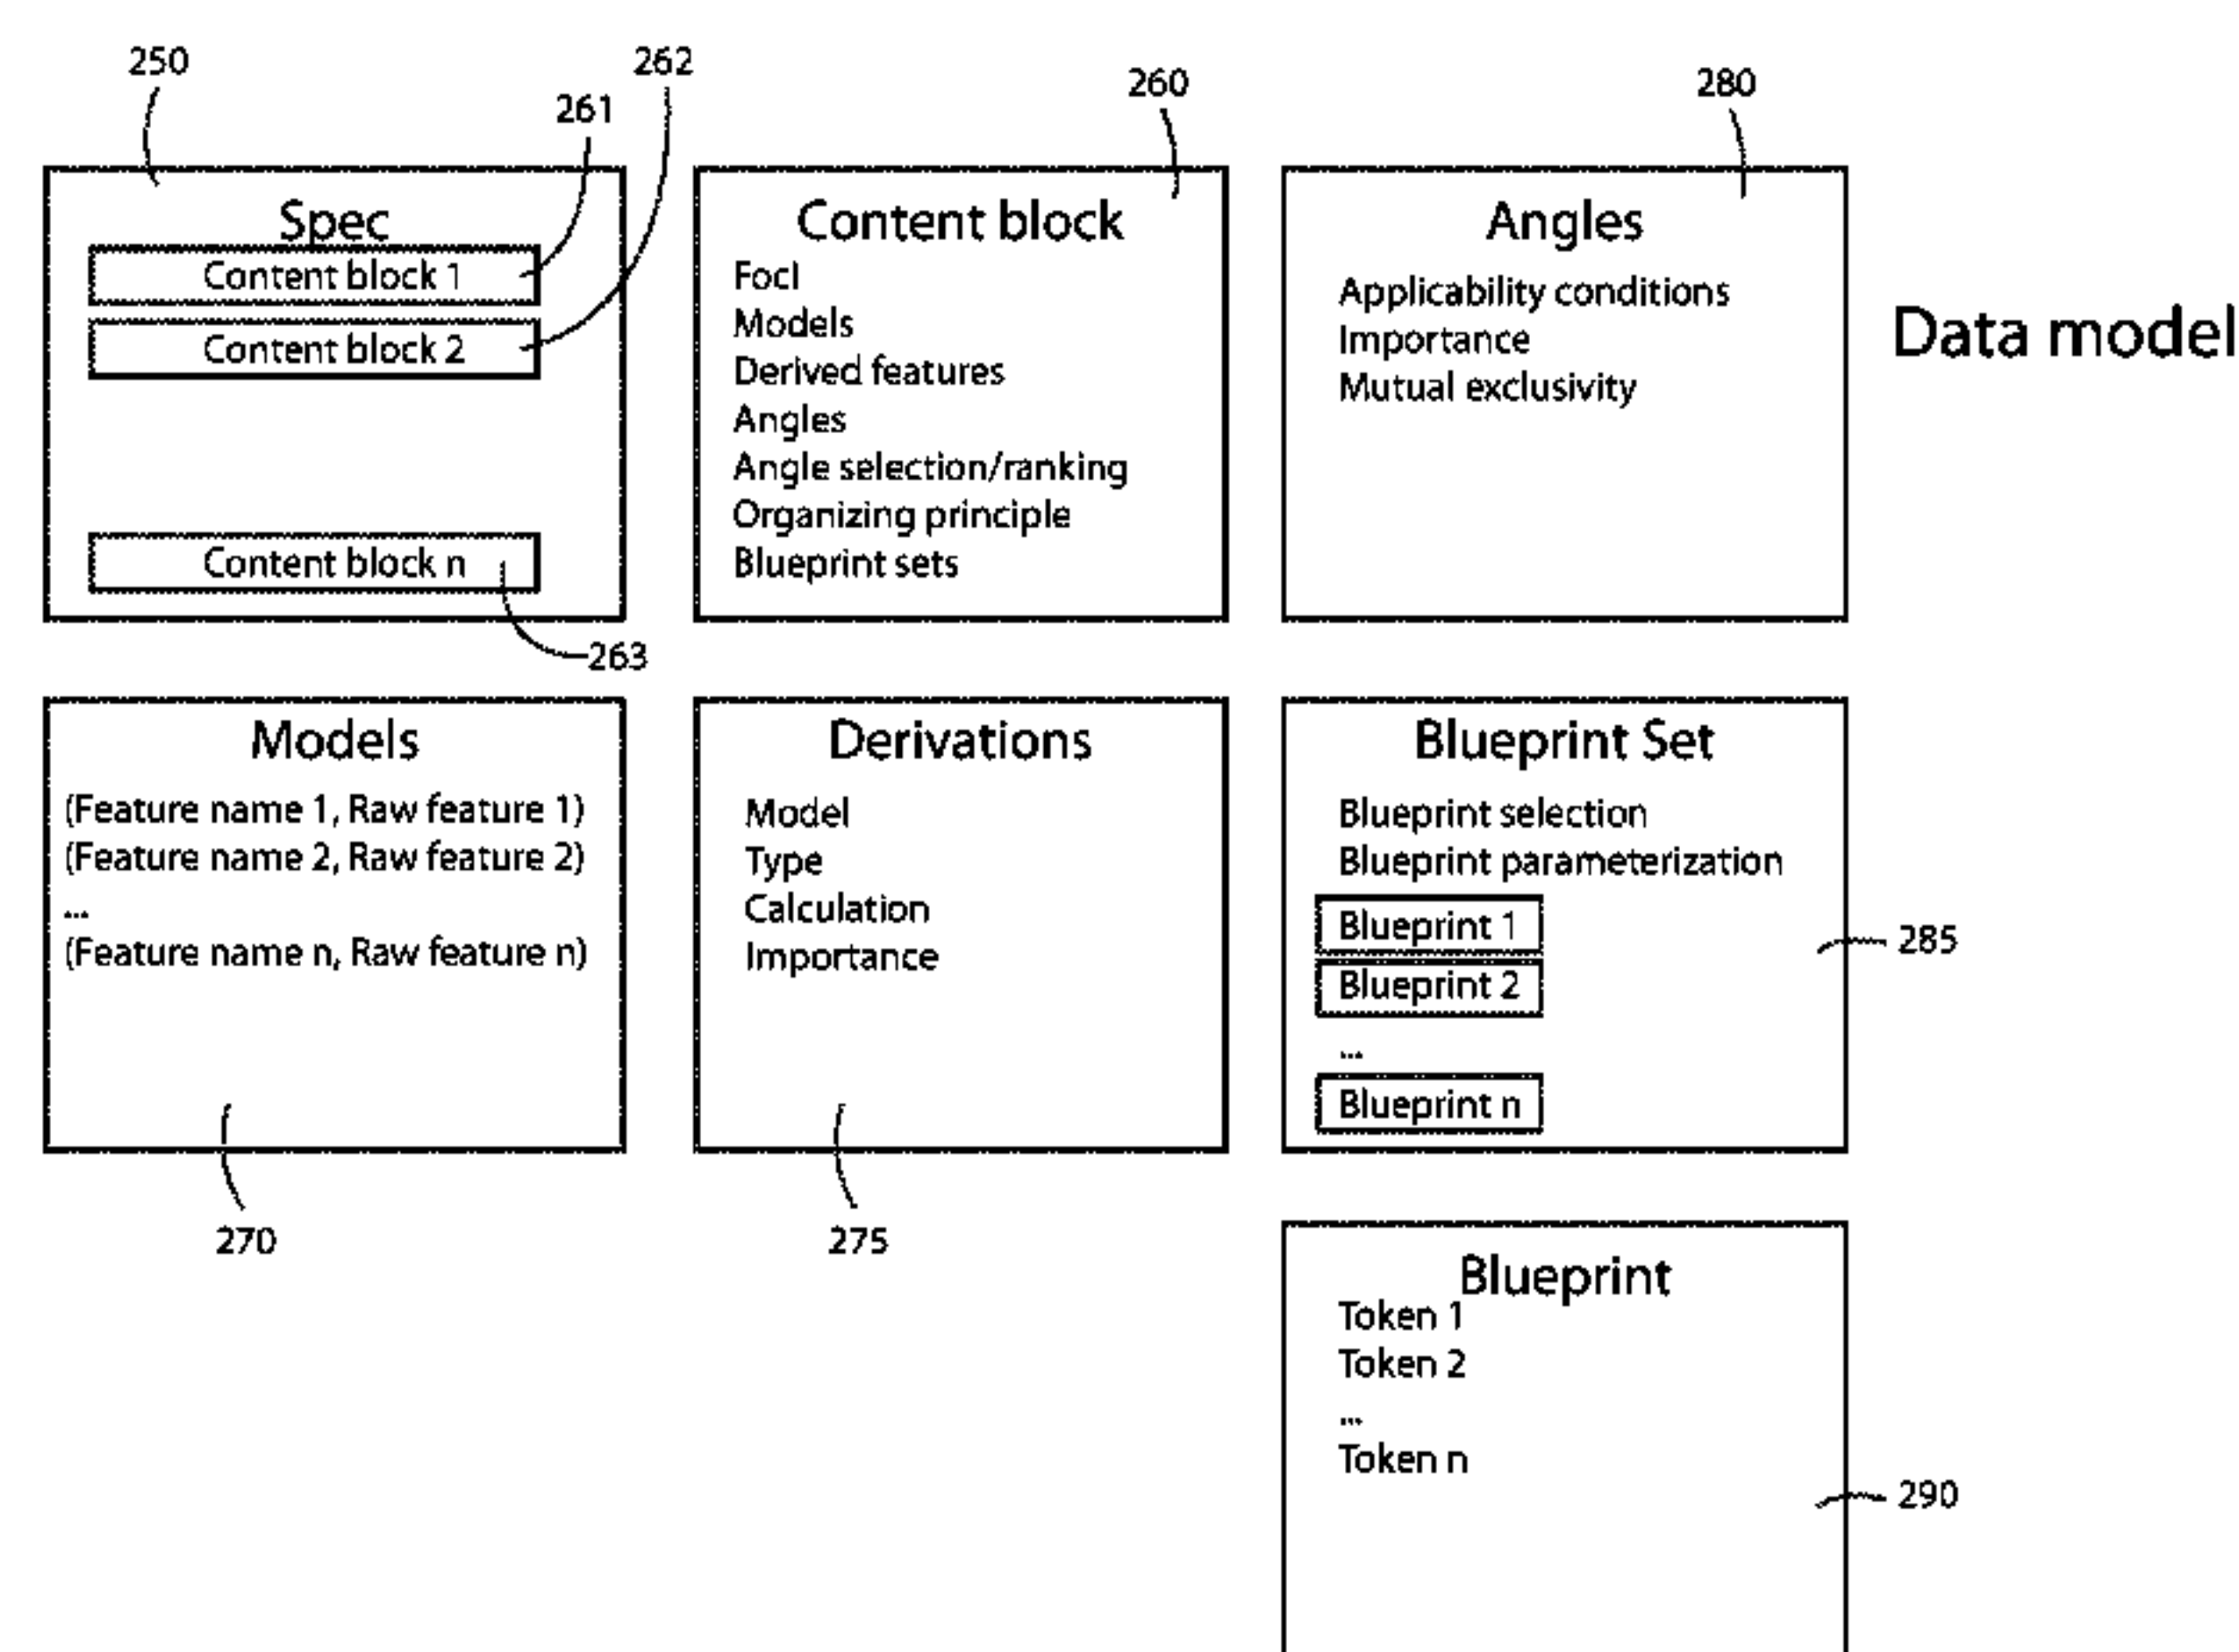 250
262
261
260
280
Spec
Content block 1
Content block 2
Content block n
263
Content block
Foci
Models
Derived features
Angles
Angle selection/ranking
Organizing principle
Blueprint sets
Angles
Applicability conditions
Importance
Mutual exclusivity
Data model
Models
(Feature name 1, Raw feature 1)
(Feature name 2, Raw feature 2)
...
(Feature name n, Raw feature n)
270
Derivations
Model
Type
Calculation
Importance
275
Blueprint Set
Blueprint selection
Blueprint parameterization
Blueprint 1
Blueprint 2
...
Blueprint n
285
Blueprint
Token 1
Token 2
...
Token n
290